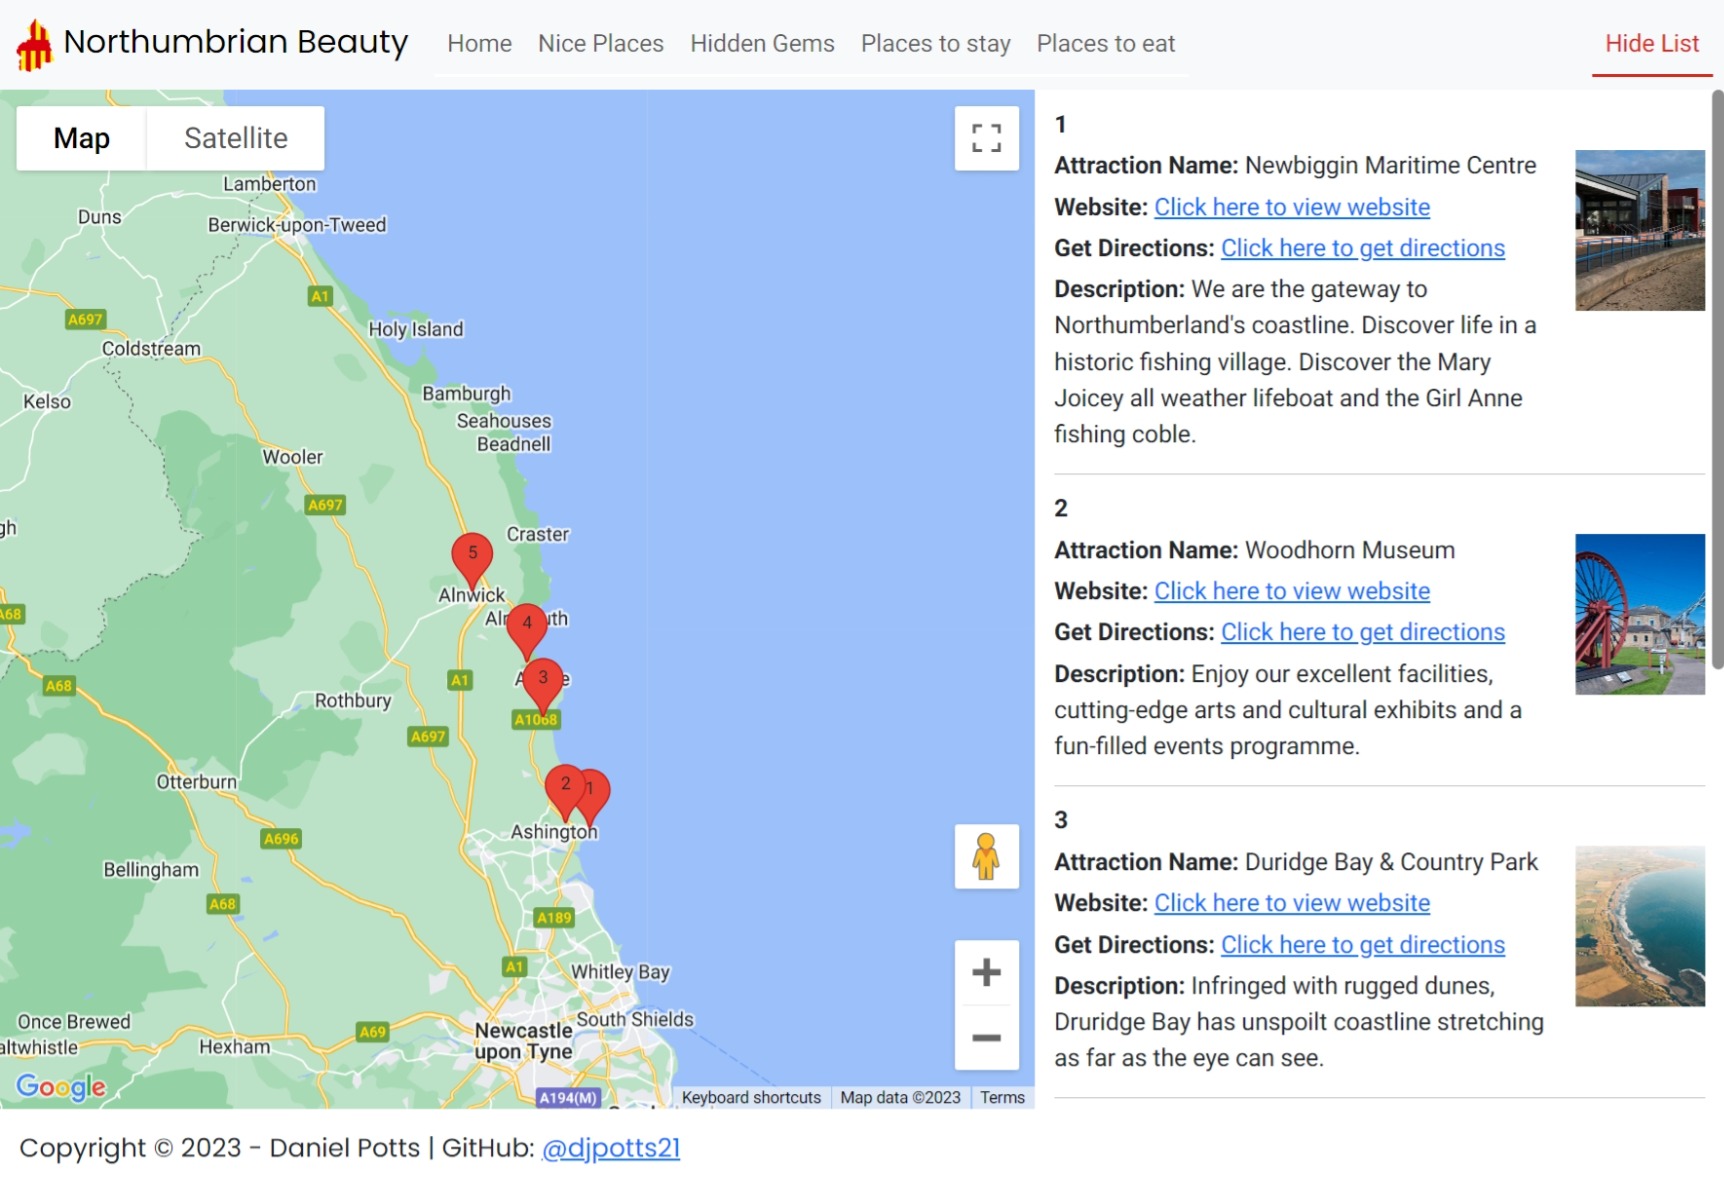 Northumbrian Beauty
Home
Nice Places
Hidden Gems
Places to stay
Places to eat
Hide List
Map
Satellite
Lamberton
Duns
Berwick-upon-Tweed
A1
Holy Island
A697
Coldstream
Bamburgh
Kelso
Seahouses
Beadnell
Wooler
A697
gh
Craster
5
Alnwick
A68
4
3
A68
A1
Rothbury
A1068
A697
Otterburn
2
1
Ashington
A696
Bellingham
A68
A189
A1
Whitley Bay
Once Brewed
South Shields
altwhistle
Hexham
A69
Newcastle
upon Tyne
Google
A194(M)
Keyboard shortcuts
Map data ©2023
Terms
1
Attraction Name: Newbiggin Maritime Centre
Website: Click here to view website
Get Directions: Click here to get directions
Description: We are the gateway to
Northumberland's coastline. Discover life in a
historic fishing village. Discover the Mary
Joicey all weather lifeboat and the Girl Anne
fishing coble.
2
Attraction Name: Woodhorn Museum
Website: Click here to view website
Get Directions: Click here to get directions
Description: Enjoy our excellent facilities,
cutting-edge arts and cultural exhibits and a
fun-filled events programme.
3
Attraction Name: Duridge Bay & Country Park
Website: Click here to view website
Get Directions: Click here to get directions
Description: Infringed with rugged dunes,
Druridge Bay has unspoilt coastline stretching
as far as the eye can see.
Copyright © 2023 - Daniel Potts | GitHub: @djpotts21